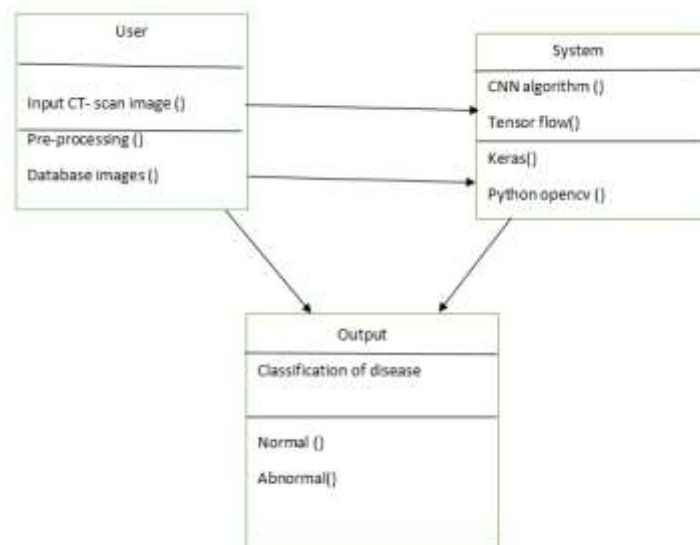 User
Input CT- scan image ()
Pre-processing ()
Database images ()
System
CNN algorithm ()
Tensor flow()
Keras()
Python opencv ()
Output
Classification of disease
Normal ()
Abnormal()